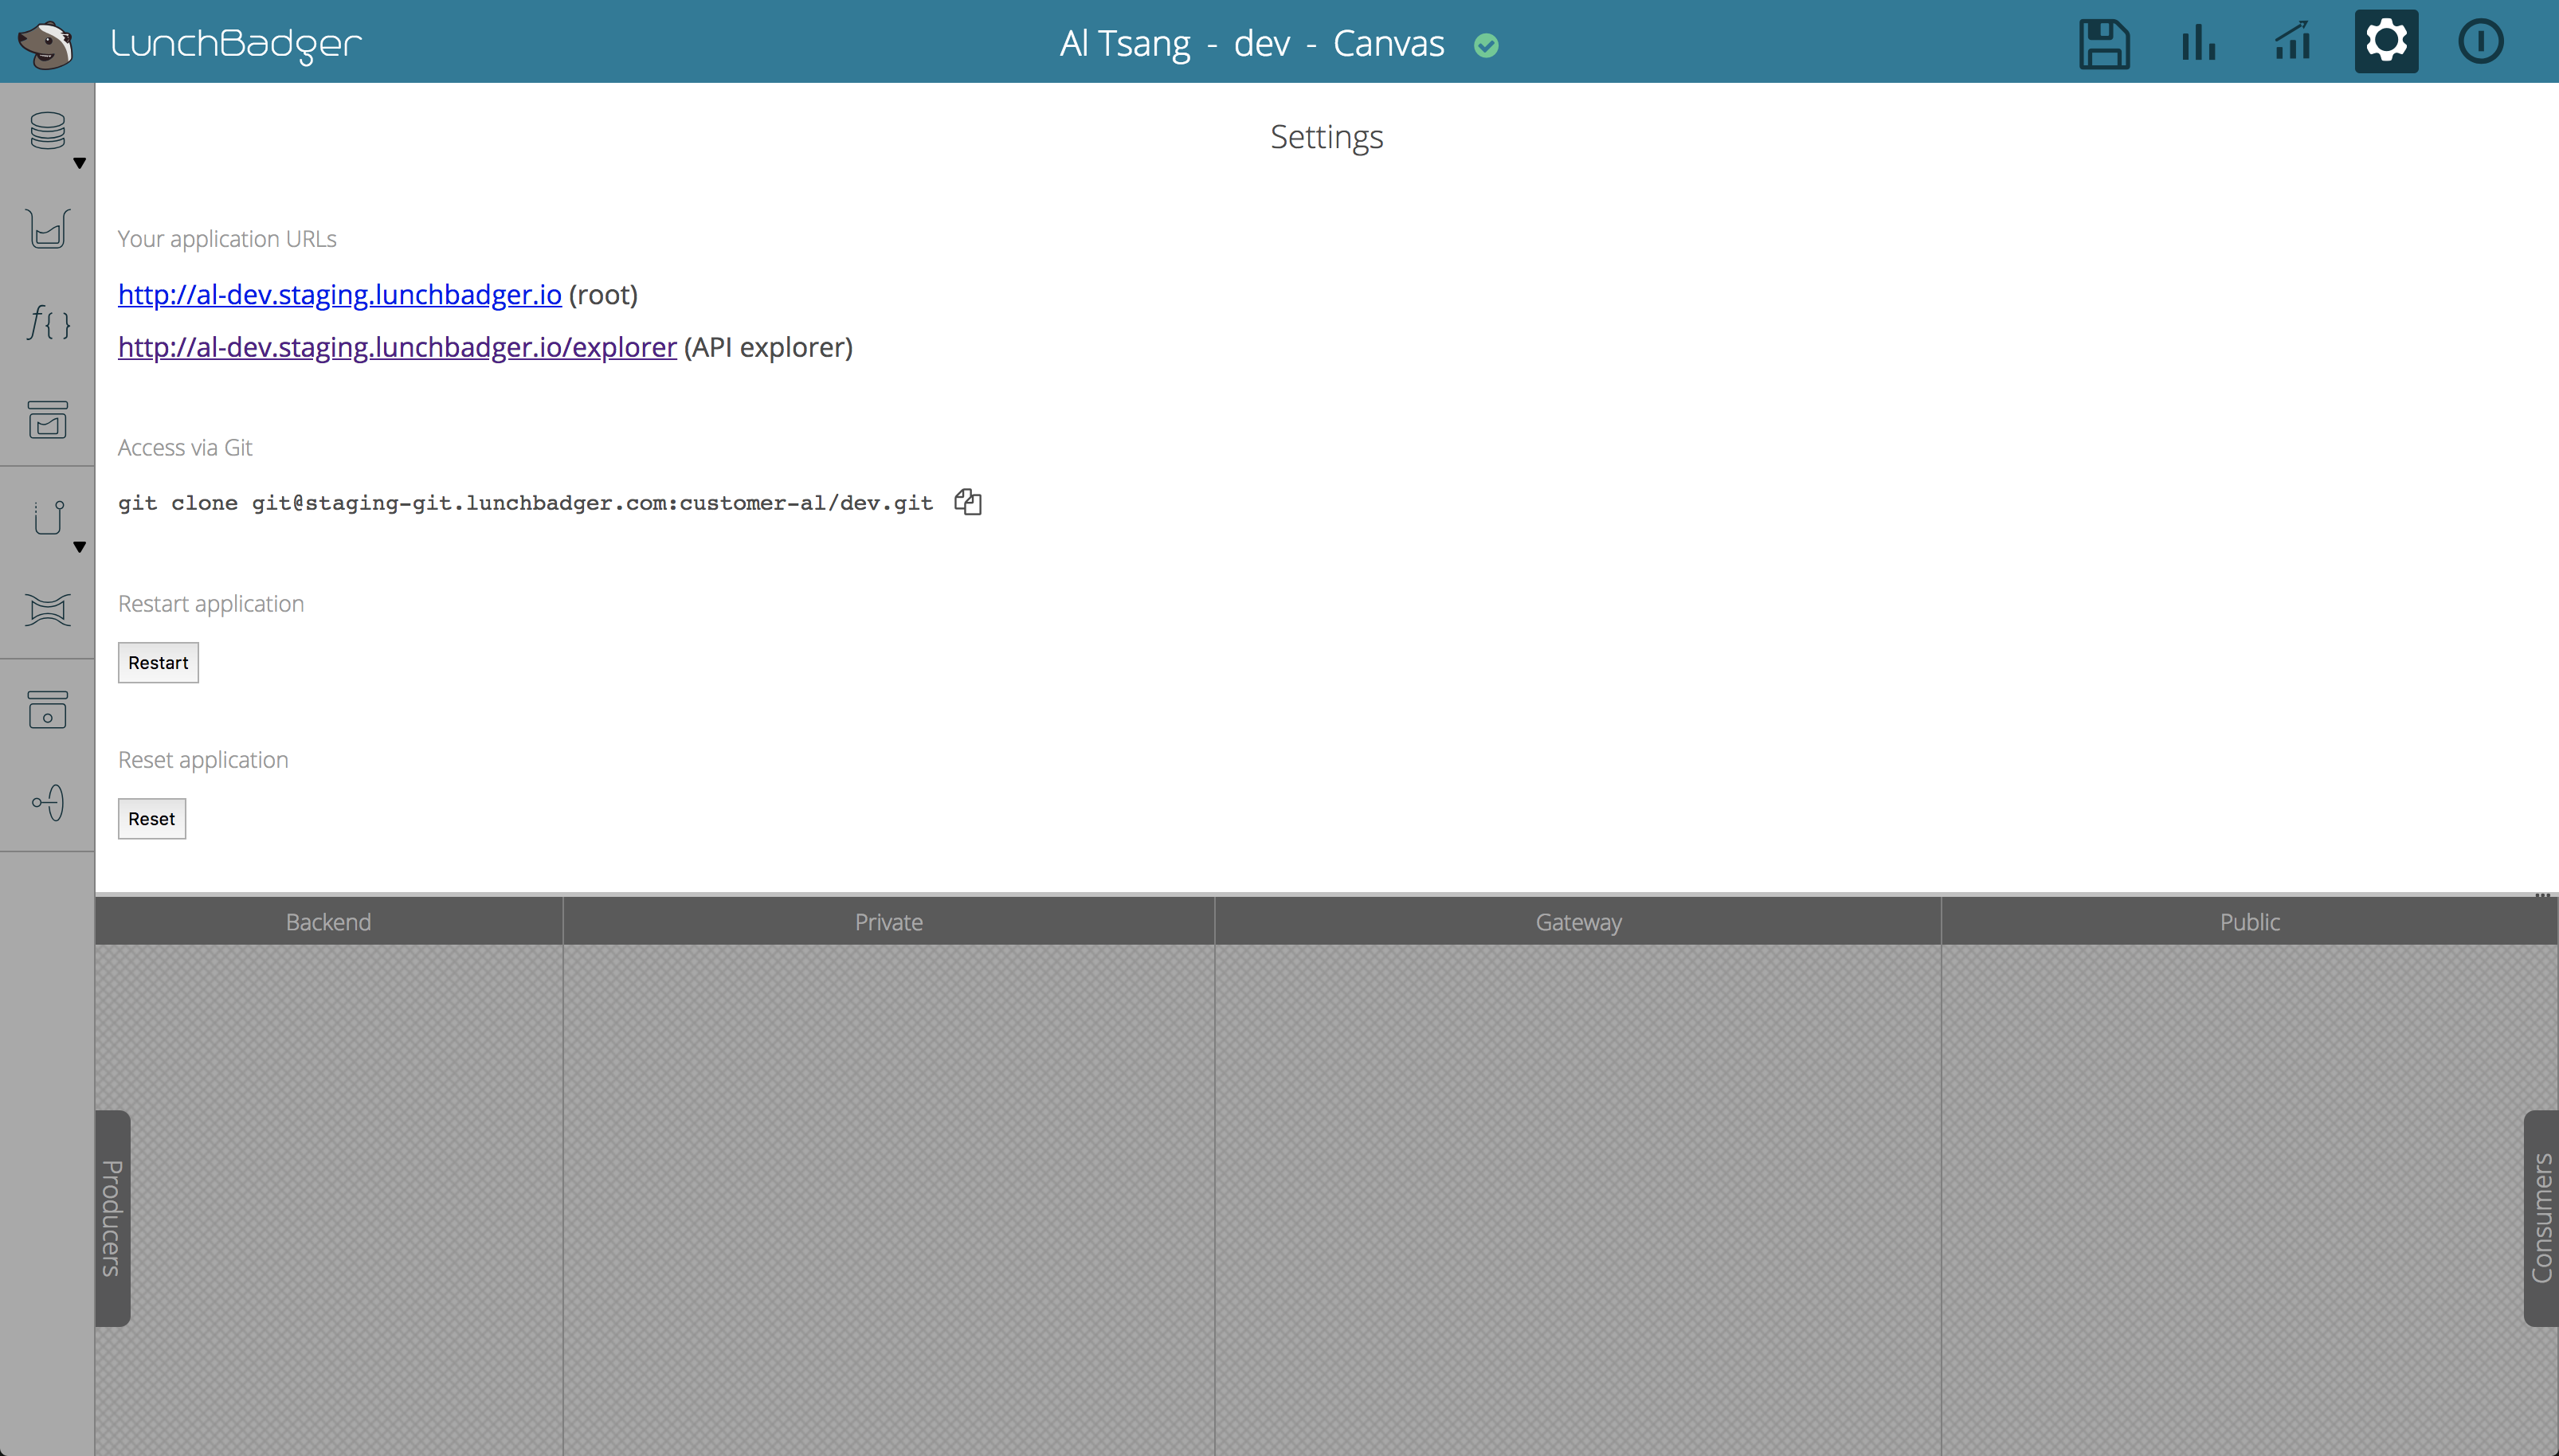 LunchBadger
Al Tsang - dev - Canvas
Settings
Your application URLs
http://al-dev.staging.lunchbadger.io (root)
http://al-dev.staging.lunchbadger.io/explorer (API explorer)
Access via Git
git clone git@staging-git.lunchbadger.com:customer-al/dev.git
Restart application
Restart
Reset application
Reset
Backend
Private
Gateway
Public
Producers
Consumers
f{}